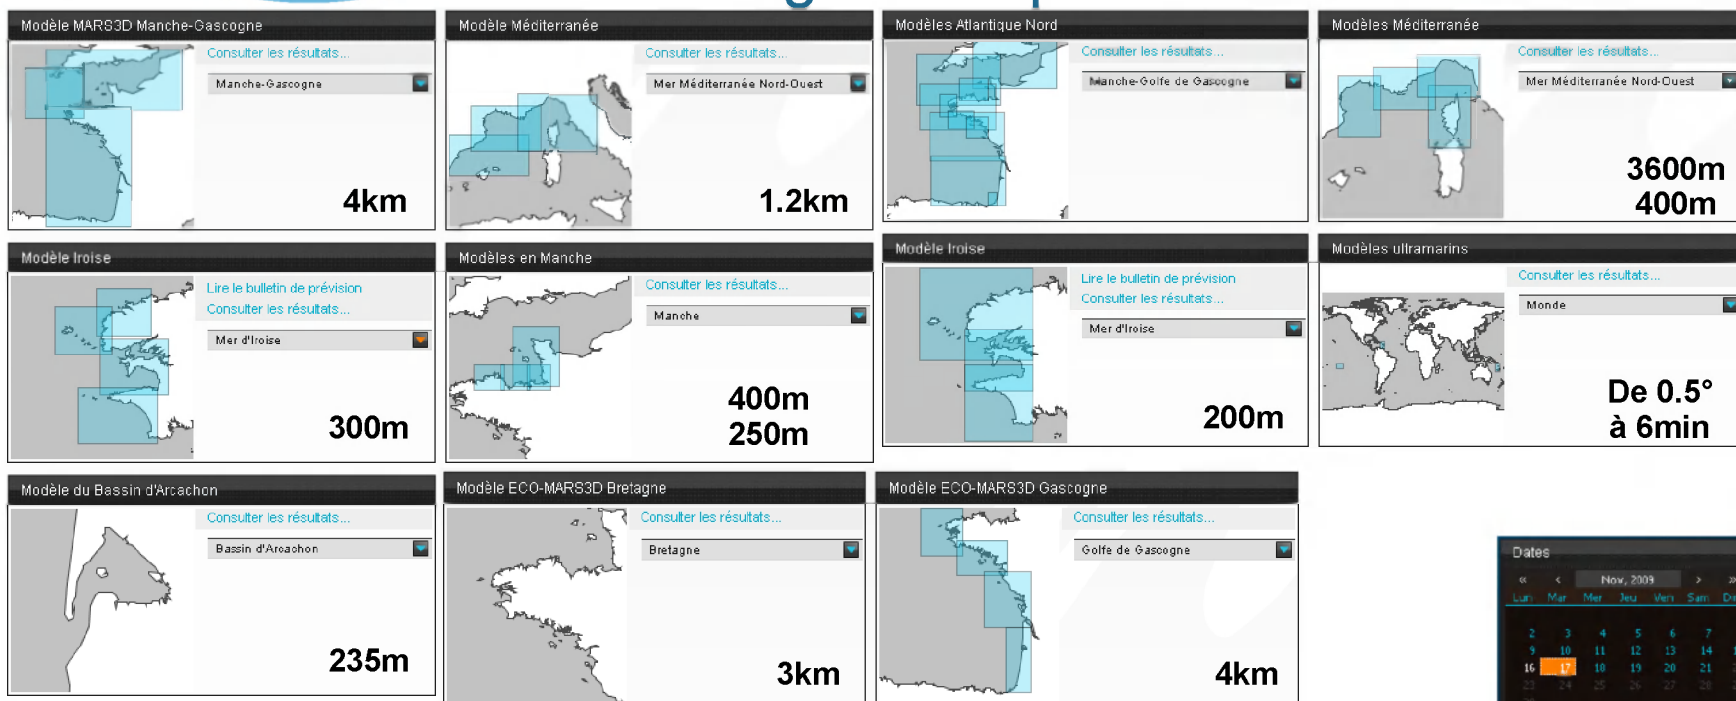 Modèle MARS3D Manche-Gascogne
Consulter les résultats...
Manche-Gascogne
4km
Modèle Méditerranée
Consulter les résultats...
Mer Méditerranée Nord-Ouest
1.2km
Modèles Atlantique Nord
Consulter les résultats...
Manche-Golfe de Gascogne
Modèles Méditerranée
Consulter les résultats...
Mer Méditerranée Nord-Ouest
3600m
400m
Modèle Iroise
Lire le bulletin de prévision
Consulter les résultats...
Mer d'Iroise
300m
Modèles en Manche
Consulter les résultats...
Manche
400m
250m
Modèle Iroise
Lire le bulletin de prévision
Consulter les résultats...
Mer d'Iroise
200m
Modèles ultramarins
Consulter les résultats...
Monde
De 0.5°
à 6min
Modèle du Bassin d'Arcachon
Consulter les résultats...
Bassin d'Arcachon
235m
Modèle ECO-MARS3D Bretagne
Consulter les résultats...
Bretagne
3km
Modèle ECO-MARS3D Gascogne
Consulter les résultats...
Golfe de Gascogne
4km
Dates
« < Nov, 2009 > »
Lun Mar Mer Jeu Ven Sam
2 3 4 5 6 7
9 10 11 12 13 14
16 17 18 19 20 21
23 24 25 26 27 28